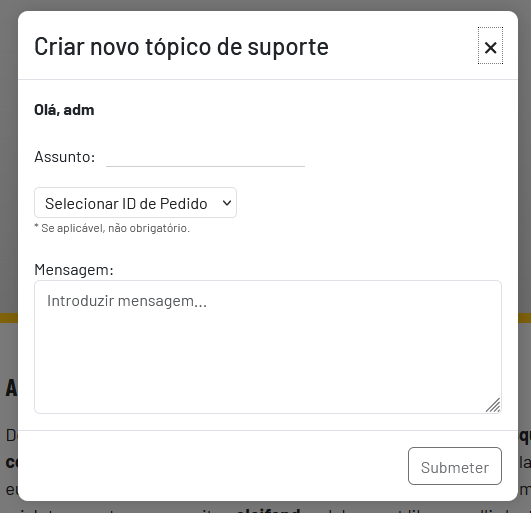 Criar novo tópico de suporte
×
Olá, adm
Assunto:
Selecionar ID de Pedido
* Se aplicável, não obrigatório.
Mensagem:
Introduzir mensagem...
Submeter